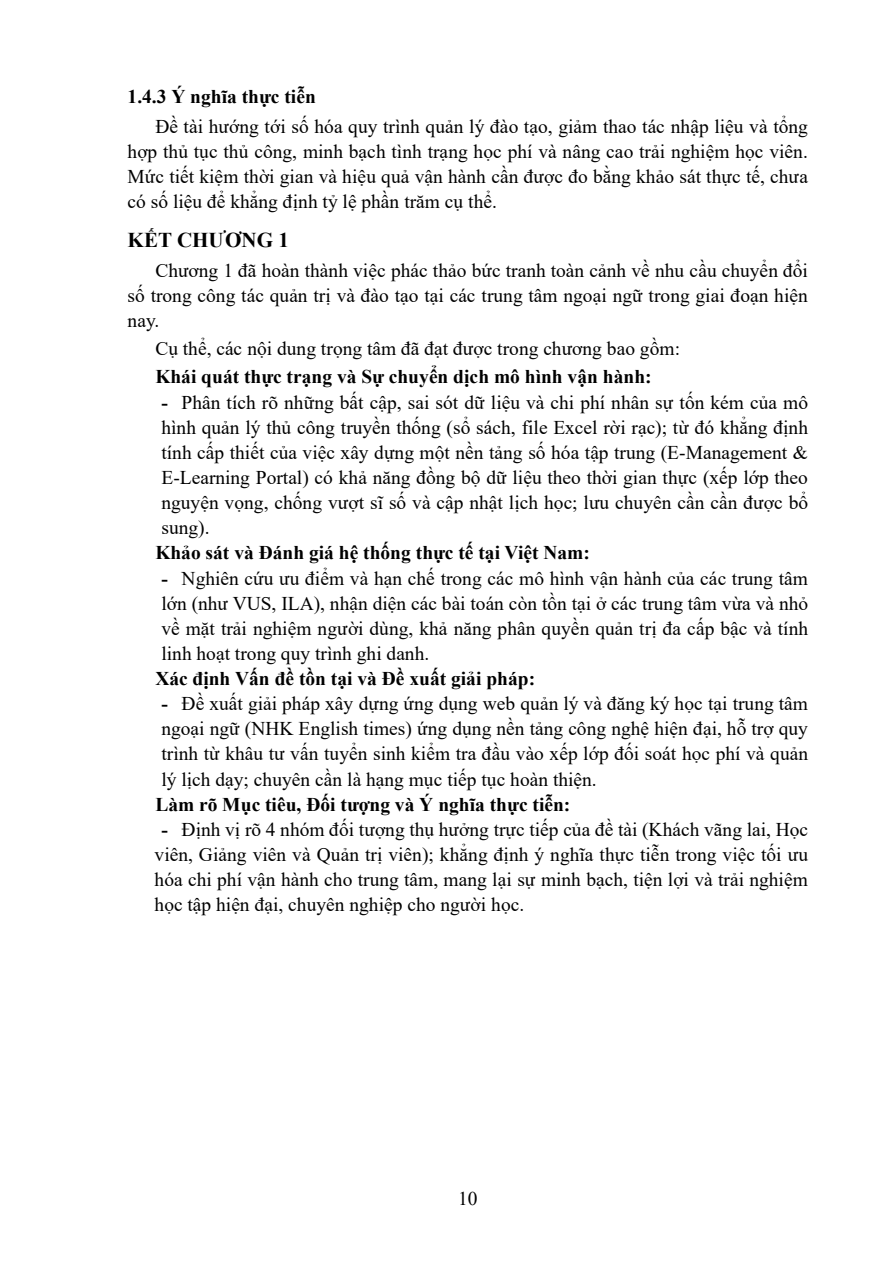 1.4.3 Ý nghĩa thực tiễn
Đề tài hướng tới số hóa quy trình quản lý đào tạo, giảm thao tác nhập liệu và tổng
hợp thủ tục thủ công, minh bạch tình trạng học phí và nâng cao trải nghiệm học viên.
Mức tiết kiệm thời gian và hiệu quả vận hành cần được đo bằng khảo sát thực tế, chưa
có số liệu để khẳng định tỷ lệ phần trăm cụ thể.
KẾT CHƯƠNG 1
Chương 1 đã hoàn thành việc phác thảo bức tranh toàn cảnh về nhu cầu chuyển đổi
số trong công tác quản trị và đào tạo tại các trung tâm ngoại ngữ trong giai đoạn hiện
nay.
Cụ thể, các nội dung trọng tâm đã đạt được trong chương bao gồm:
Khái quát thực trạng và Sự chuyển dịch mô hình vận hành:
- Phân tích rõ những bất cập, sai sót dữ liệu và chi phí nhân sự tốn kém của mô
hình quản lý thủ công truyền thống (sổ sách, file Excel rời rạc); từ đó khẳng định
tính cấp thiết của việc xây dựng một nền tảng số hóa tập trung (E-Management &
E-Learning Portal) có khả năng đồng bộ dữ liệu theo thời gian thực (xếp lớp theo
nguyện vọng, chống vượt sĩ số và cập nhật lịch học; lưu chuyên cần cần được bổ
sung).
Khảo sát và Đánh giá hệ thống thực tế tại Việt Nam:
- Nghiên cứu ưu điểm và hạn chế trong các mô hình vận hành của các trung tâm
lớn (như VUS, ILA), nhận diện các bài toán còn tồn tại ở các trung tâm vừa và nhỏ
về mặt trải nghiệm người dùng, khả năng phân quyền quản trị đa cấp bậc và tính
linh hoạt trong quy trình ghi danh.
Xác định Vấn đề tồn tại và Đề xuất giải pháp:
- Đề xuất giải pháp xây dựng ứng dụng web quản lý và đăng ký học tại trung tâm
ngoại ngữ (NHK English times) ứng dụng nền tảng công nghệ hiện đại, hỗ trợ quy
trình từ khâu tư vấn tuyển sinh kiểm tra đầu vào xếp lớp đối soát học phí và quản
lý lịch dạy; chuyên cần là hạng mục tiếp tục hoàn thiện.
Làm rõ Mục tiêu, Đối tượng và Ý nghĩa thực tiễn:
- Định vị rõ 4 nhóm đối tượng thụ hưởng trực tiếp của đề tài (Khách vãng lai, Học
viên, Giảng viên và Quản trị viên); khẳng định ý nghĩa thực tiễn trong việc tối ưu
hóa chi phí vận hành cho trung tâm, mang lại sự minh bạch, tiện lợi và trải nghiệm
học tập hiện đại, chuyên nghiệp cho người học.
10